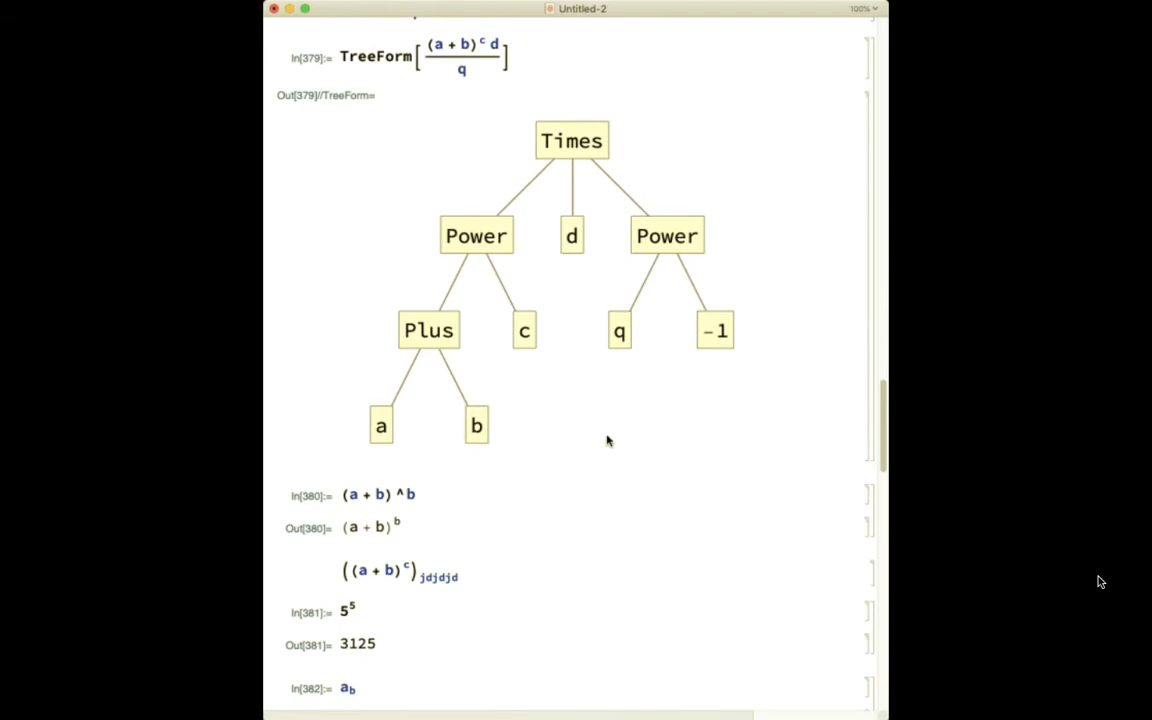 Untitled-2
100%
In[379]:= TreeForm[ (a + b)^c d / q ]
Out[379]//TreeForm=
Times
Power d Power
Plus c q -1
a b
In[380]:= (a + b) ^ b
Out[380]= (a + b)^b
((a + b)^c)_jdjdjd
In[381]:= 5^5
Out[381]= 3125
In[382]:= a_b